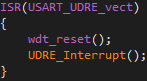 ISR(USART_UDRE_vect)
{
    wdt_reset();
    UDRE_Interrupt();
}